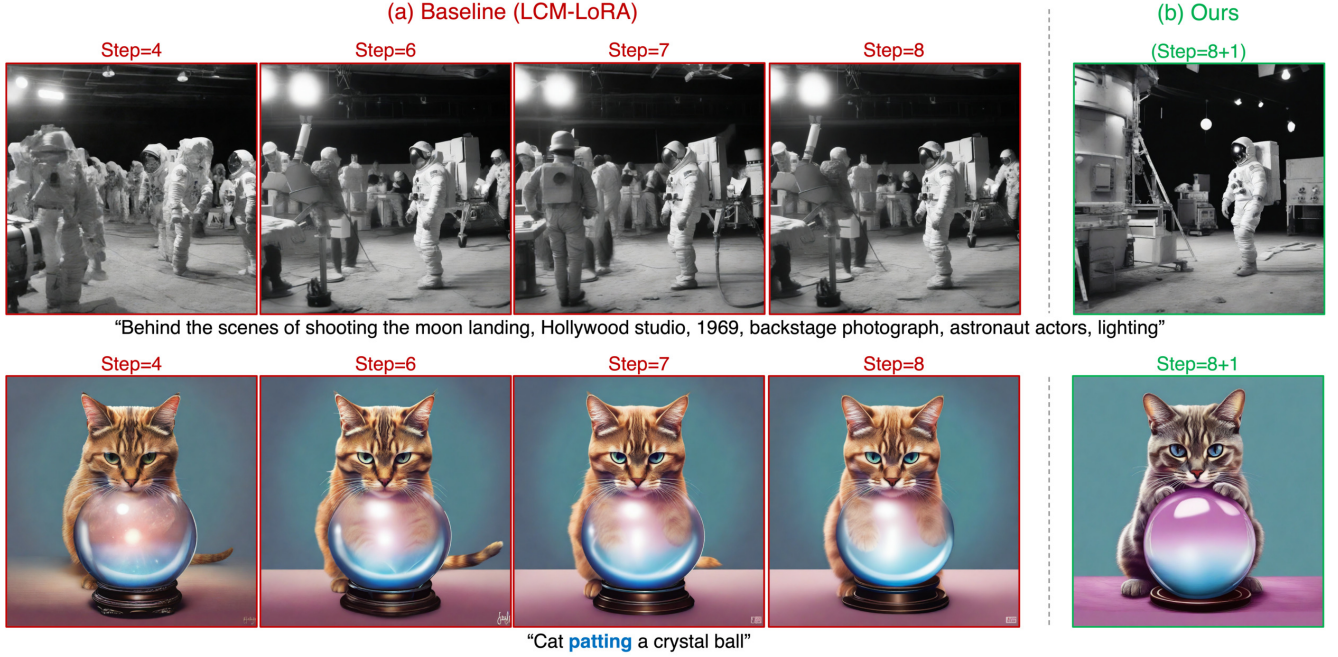 (a) Baseline (LCM-LoRA)
(b) Ours
Step=4
Step=6
Step=7
Step=8
(Step=8+1)
“Behind the scenes of shooting the moon landing, Hollywood studio, 1969, backstage photograph, astronaut actors, lighting”
Step=4
Step=6
Step=7
Step=8
Step=8+1
“Cat patting a crystal ball”